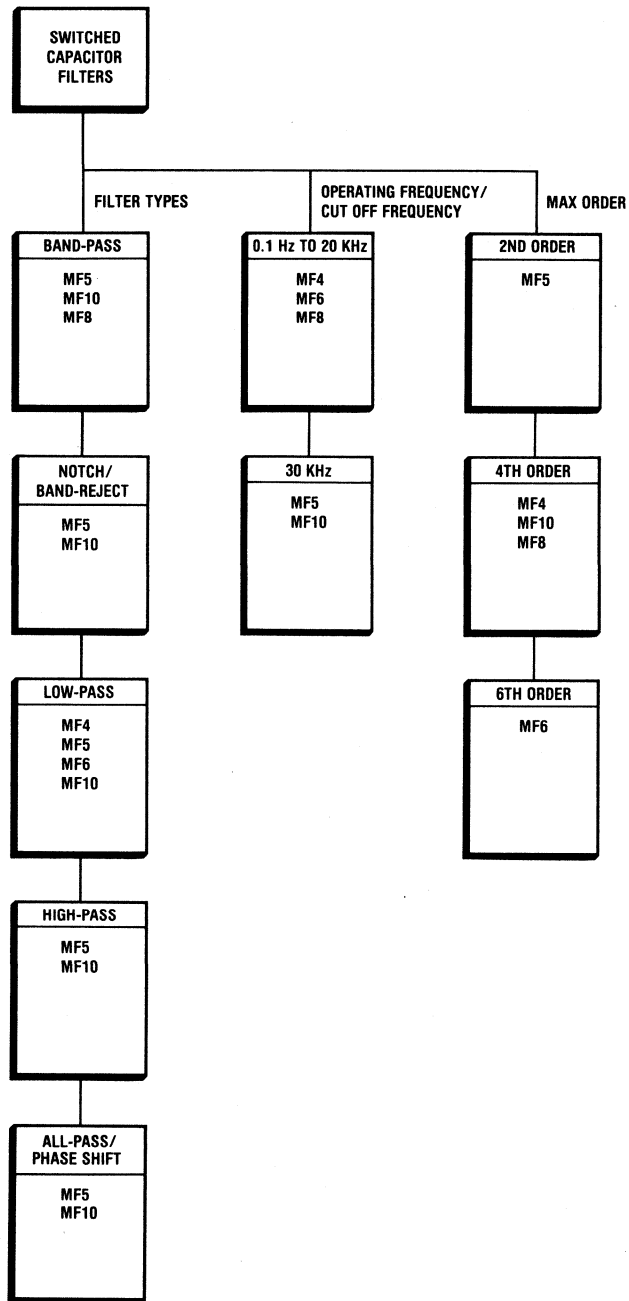 SWITCHED
CAPACITOR
FILTERS
FILTER TYPES
OPERATING FREQUENCY/
CUT OFF FREQUENCY
MAX ORDER
BAND-PASS
MF5
MF10
MF8
0.1 Hz TO 20 KHz
MF4
MF6
MF8
2ND ORDER
MF5
NOTCH/
BAND-REJECT
MF5
MF10
30 KHz
MF5
MF10
4TH ORDER
MF4
MF10
MF8
LOW-PASS
MF4
MF5
MF6
MF10
6TH ORDER
MF6
HIGH-PASS
MF5
MF10
ALL-PASS/
PHASE SHIFT
MF5
MF10